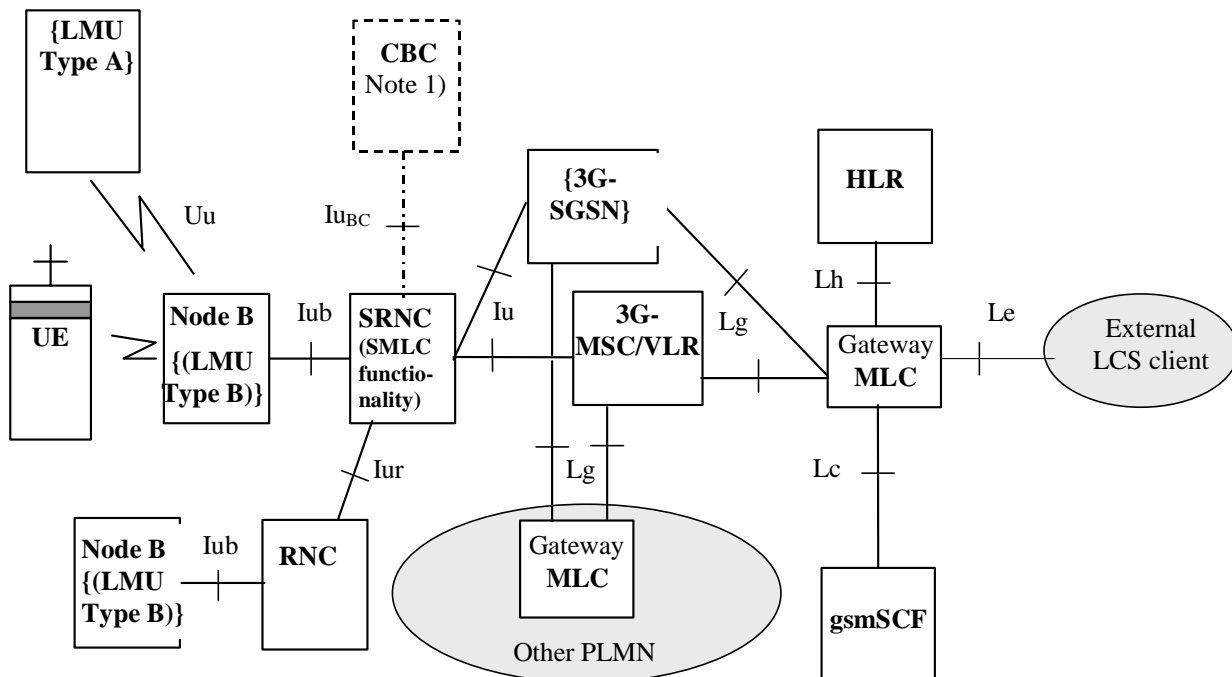 {LMU
Type A}
CBC
Note 1)
{3G-
SGSN}
HLR
Uu
IuBC
Lh
UE
Node B
{(LMU
Type B)}
Iub
SRNC
(SMLC
functio-
nality)
Iu
3G-
MSC/VLR
Lg
Gateway
MLC
Le
External
LCS client
Iur
Lg
Lc
Node B
{(LMU
Type B)}
Iub
RNC
Gateway
MLC
Other PLMN
gsmSCF